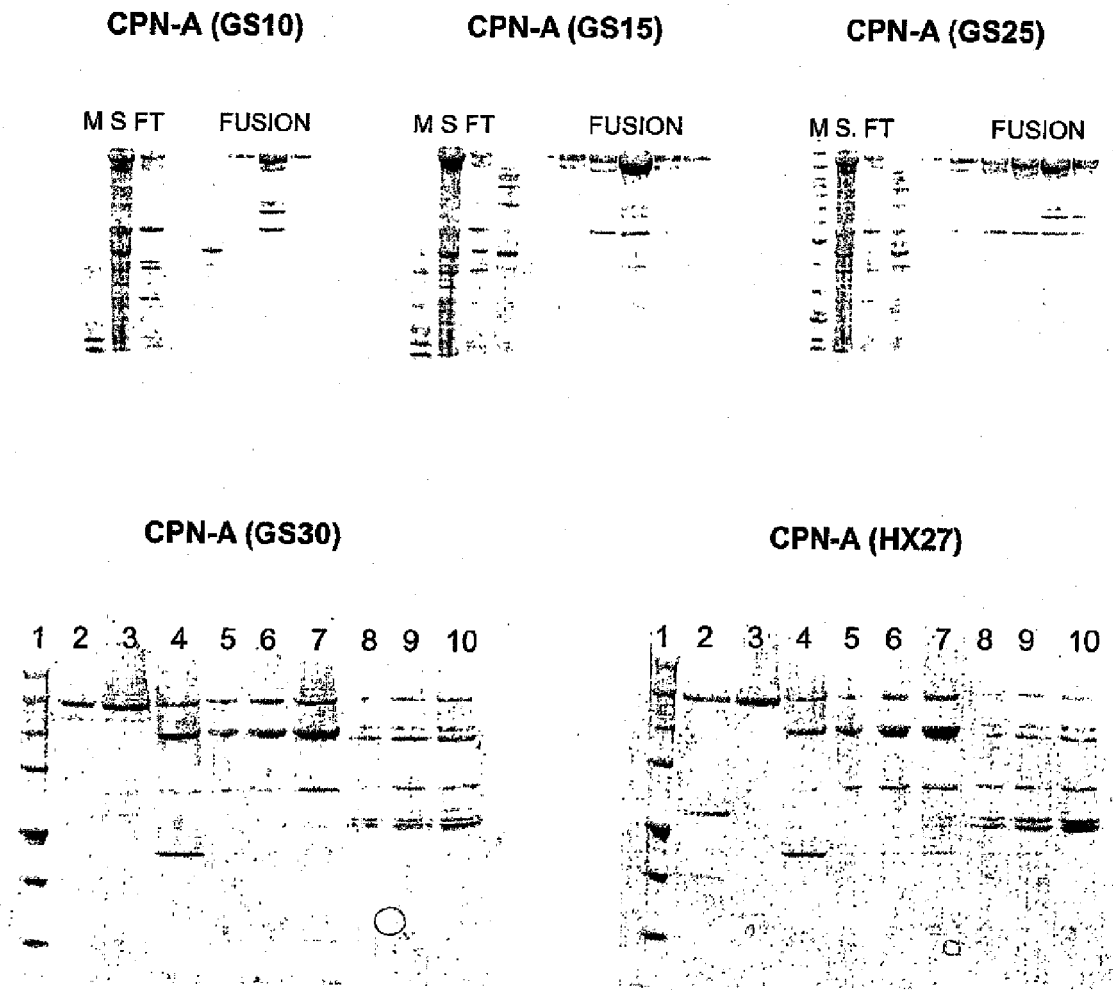 CPN-A (GS10) CPN-A (GS15) CPN-A (GS25)
M S FT FUSION M S FT FUSION M S. FT FUSION
CPN-A (GS30) CPN-A (HX27)
1 2 3 4 5 6 7 8 9 10 1 2 3 4 5 6 7 8 9 10